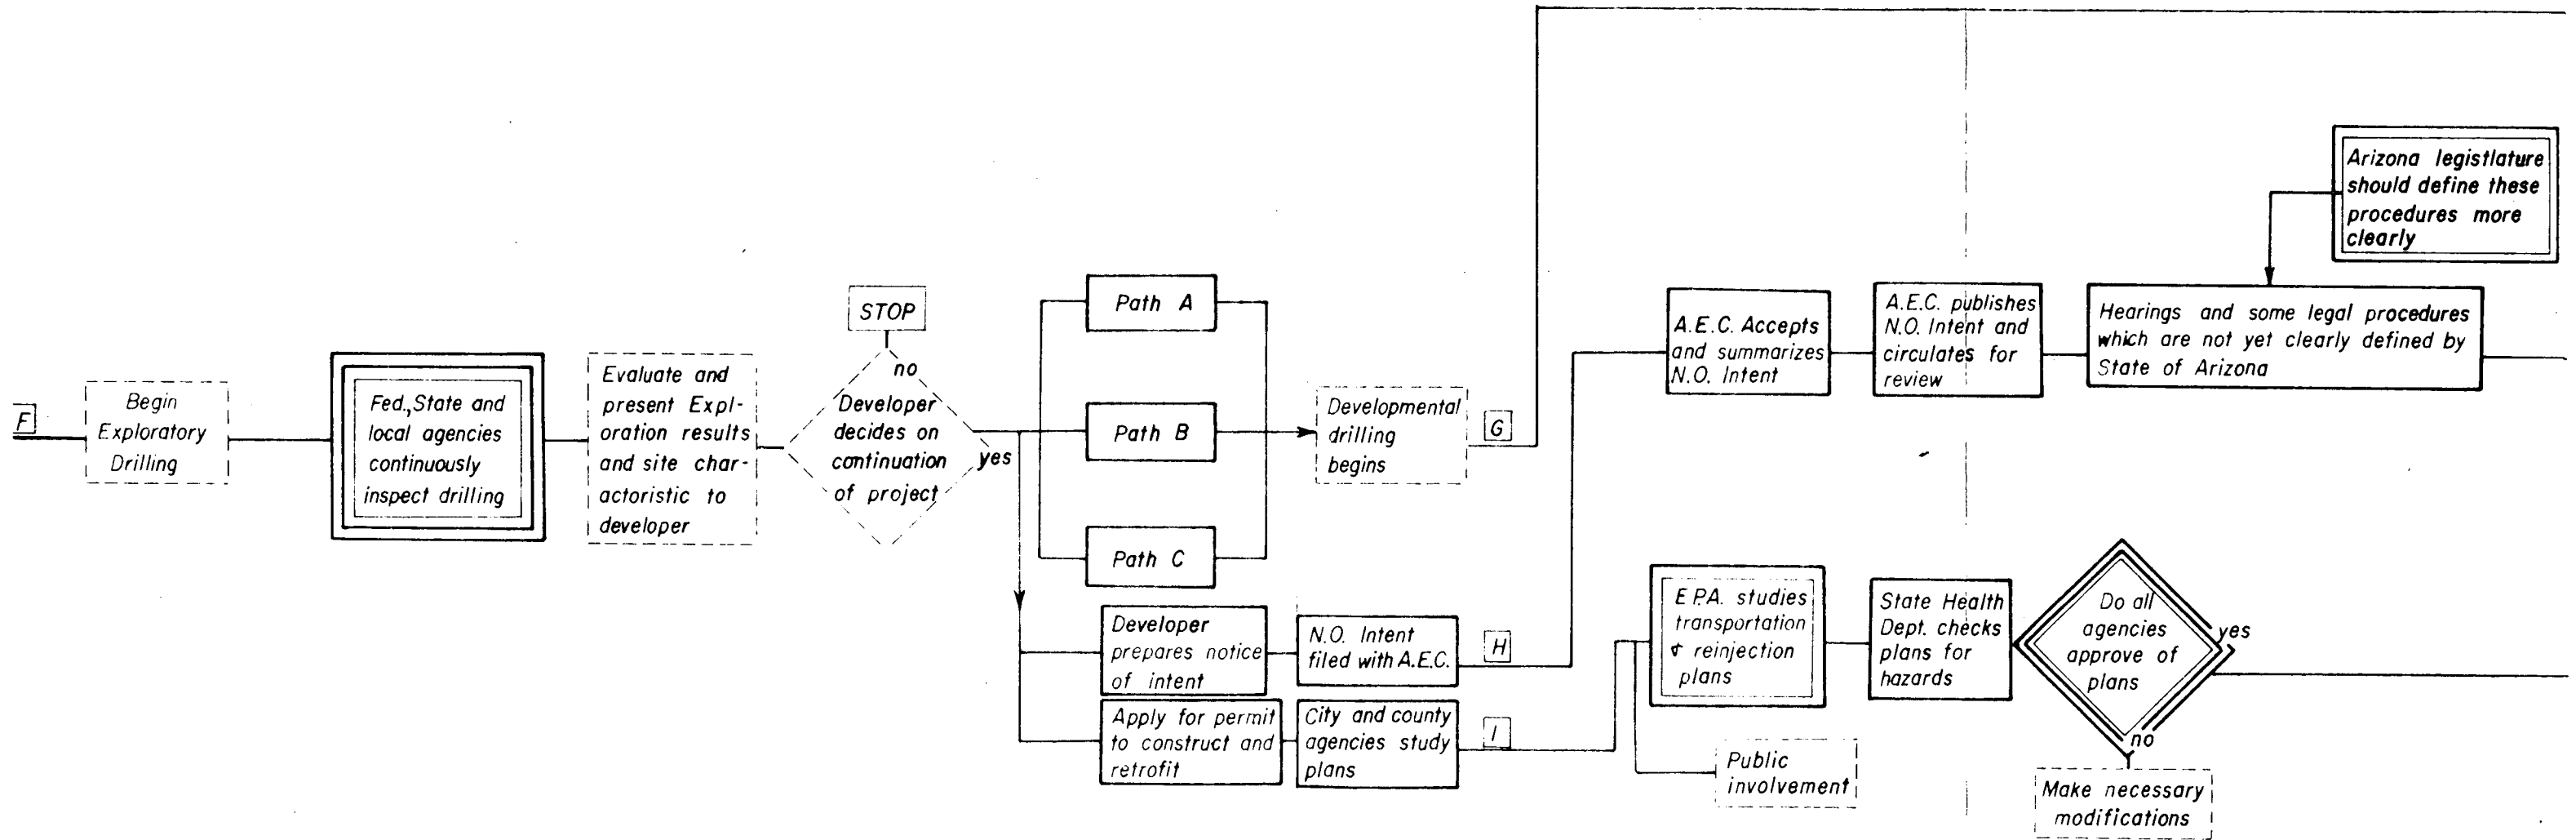 F
Begin
Exploratory
Drilling
Fed.,State and
local agencies
continuously
inspect drilling
Evaluate and
present Expl-
oration results
and site char-
actoristic to
developer
STOP
no
Developer
decides on
continuation
of project
yes
Path A
Path B
Path C
Developmental
drilling
begins
G
Developer
prepares notice
of intent
N.O. Intent
filed with A.E.C.
H
Apply for permit
to construct and
retrofit
City and county
agencies study
plans
I
A.E.C. Accepts
and summarizes
N.O. Intent
A.E.C. publishes
N.O. Intent and
circulates for
review
Arizona legistlature
should define these
procedures more
clearly
Hearings and some legal procedures
which are not yet clearly defined by
State of Arizona
E.P.A. studies
transportation
& reinjection
plans
Public
involvement
State Health
Dept. checks
plans for
hazards
Do all
agencies
approve of
plans
yes
no
Make necessary
modifications